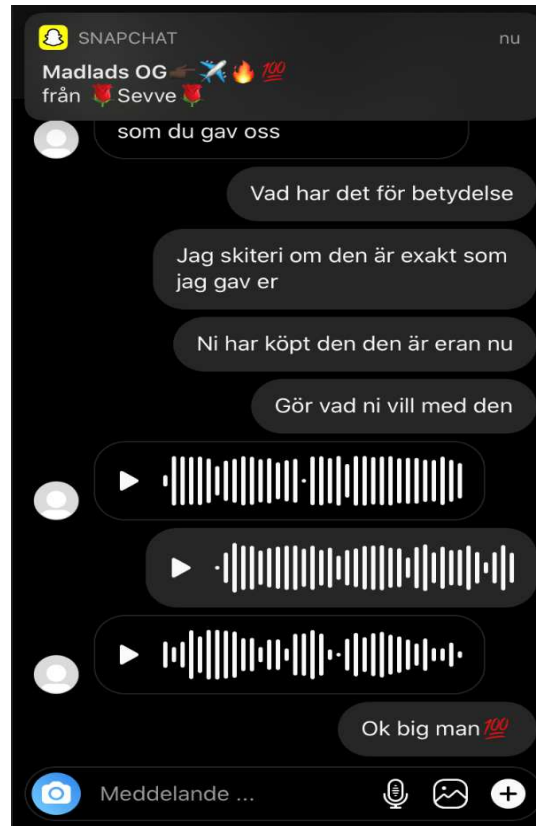 SNAPCHAT nu
Madlads OG👉🏿✈️🔥💯
från 🌹Sevve🌹
som du gav oss
Vad har det för betydelse
Jag skiteri om den är exakt som
jag gav er
Ni har köpt den den är eran nu
Gör vad ni vill med den
Ok big man💯
Meddelande ...